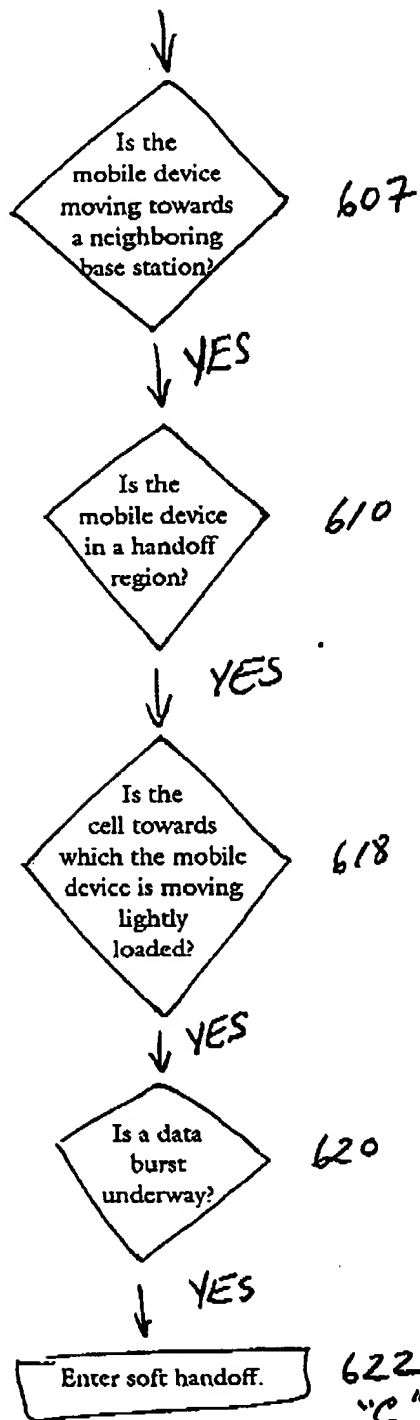 Is the
mobile device
moving towards
a neighboring
base station?
607
YES
Is the
mobile device
in a handoff
region?
610
YES
Is the
cell towards
which the mobile
device is moving
lightly
loaded?
618
YES
Is a data
burst
underway?
620
YES
Enter soft handoff.
622